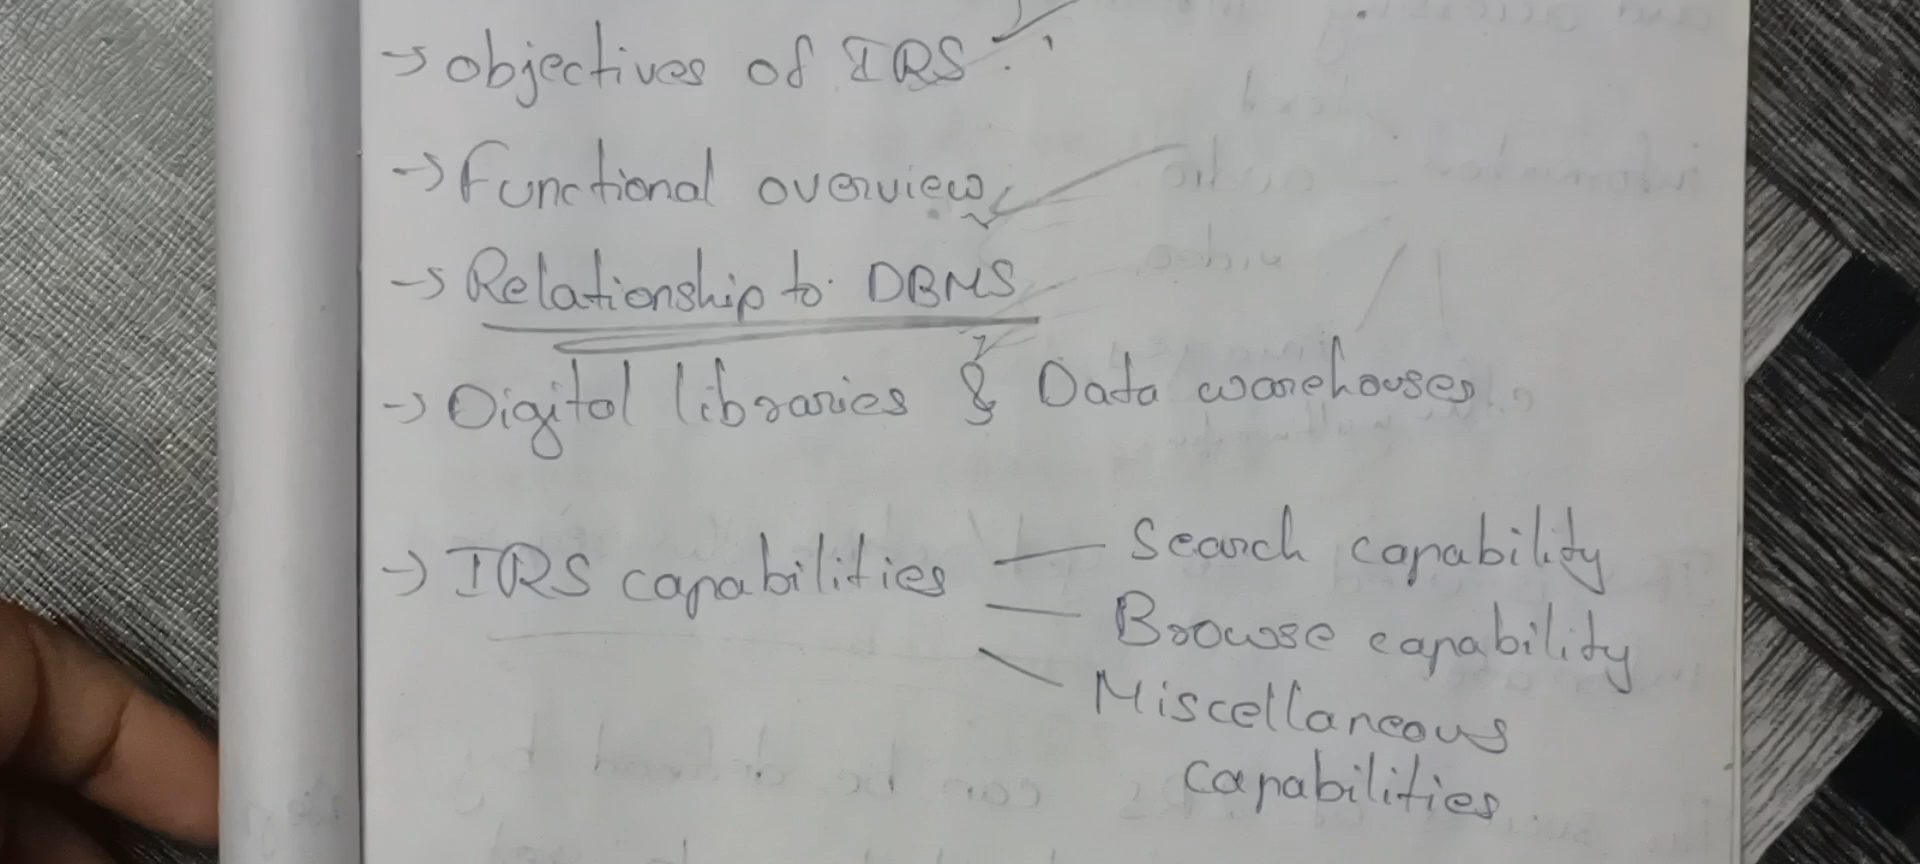 → objectives of IRS
→ Functional overview
→ Relationship to DBMS
→ Digital libraries & Data warehouses
→ IRS capabilities — Search capability
— Browse capability
Miscellaneous
capabilities